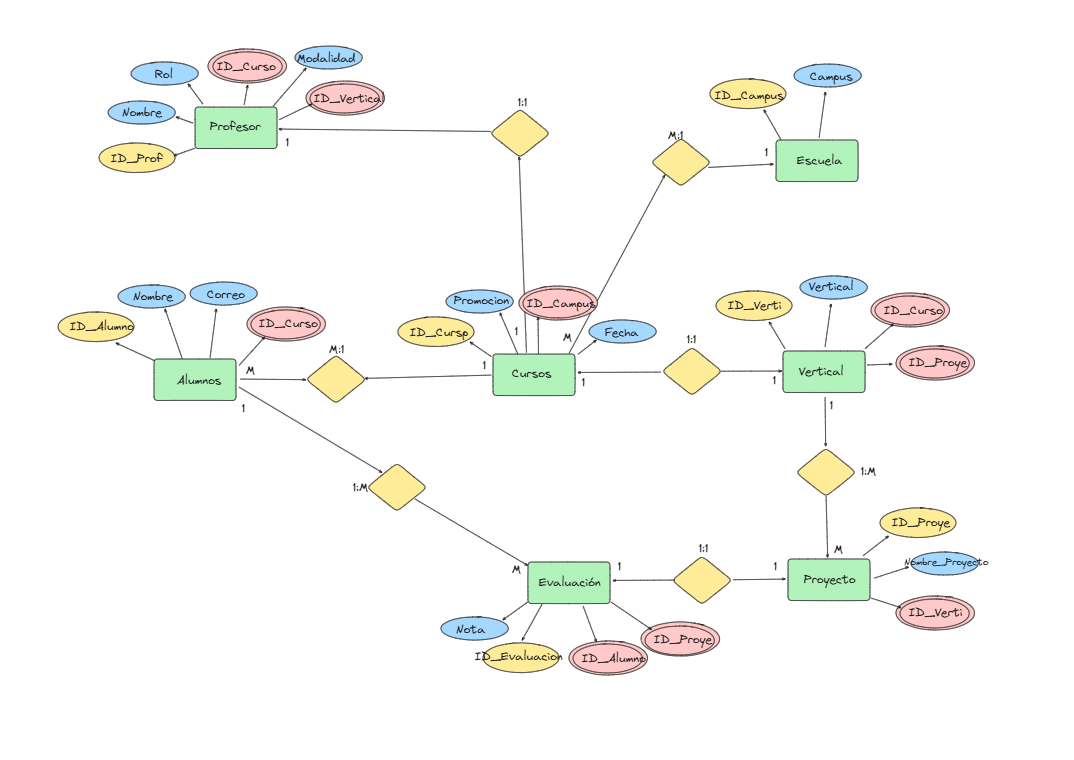 Rol
ID_Curso
Modalidad
Nombre
ID_Vertical
Profesor
ID_Prof
1
1:1
ID_Campus
Campus
M:1
1
Escuela
Nombre
Correo
ID_Alumno
ID_Curso
Alumnos
M
1
M:1
Promocion
ID_Campus
ID_Curso
1
M
Fecha
1
Cursos
1
1:1
ID_Verti
Vertical
ID_Curso
ID_Proye
Vertical
1
1
1:M
1:M
M
Evaluación
1
1:1
1
M
Proyecto
ID_Proye
Nombre_Proyecto
ID_Verti
Nota
ID_Evaluacion
ID_Alumno
ID_Proye